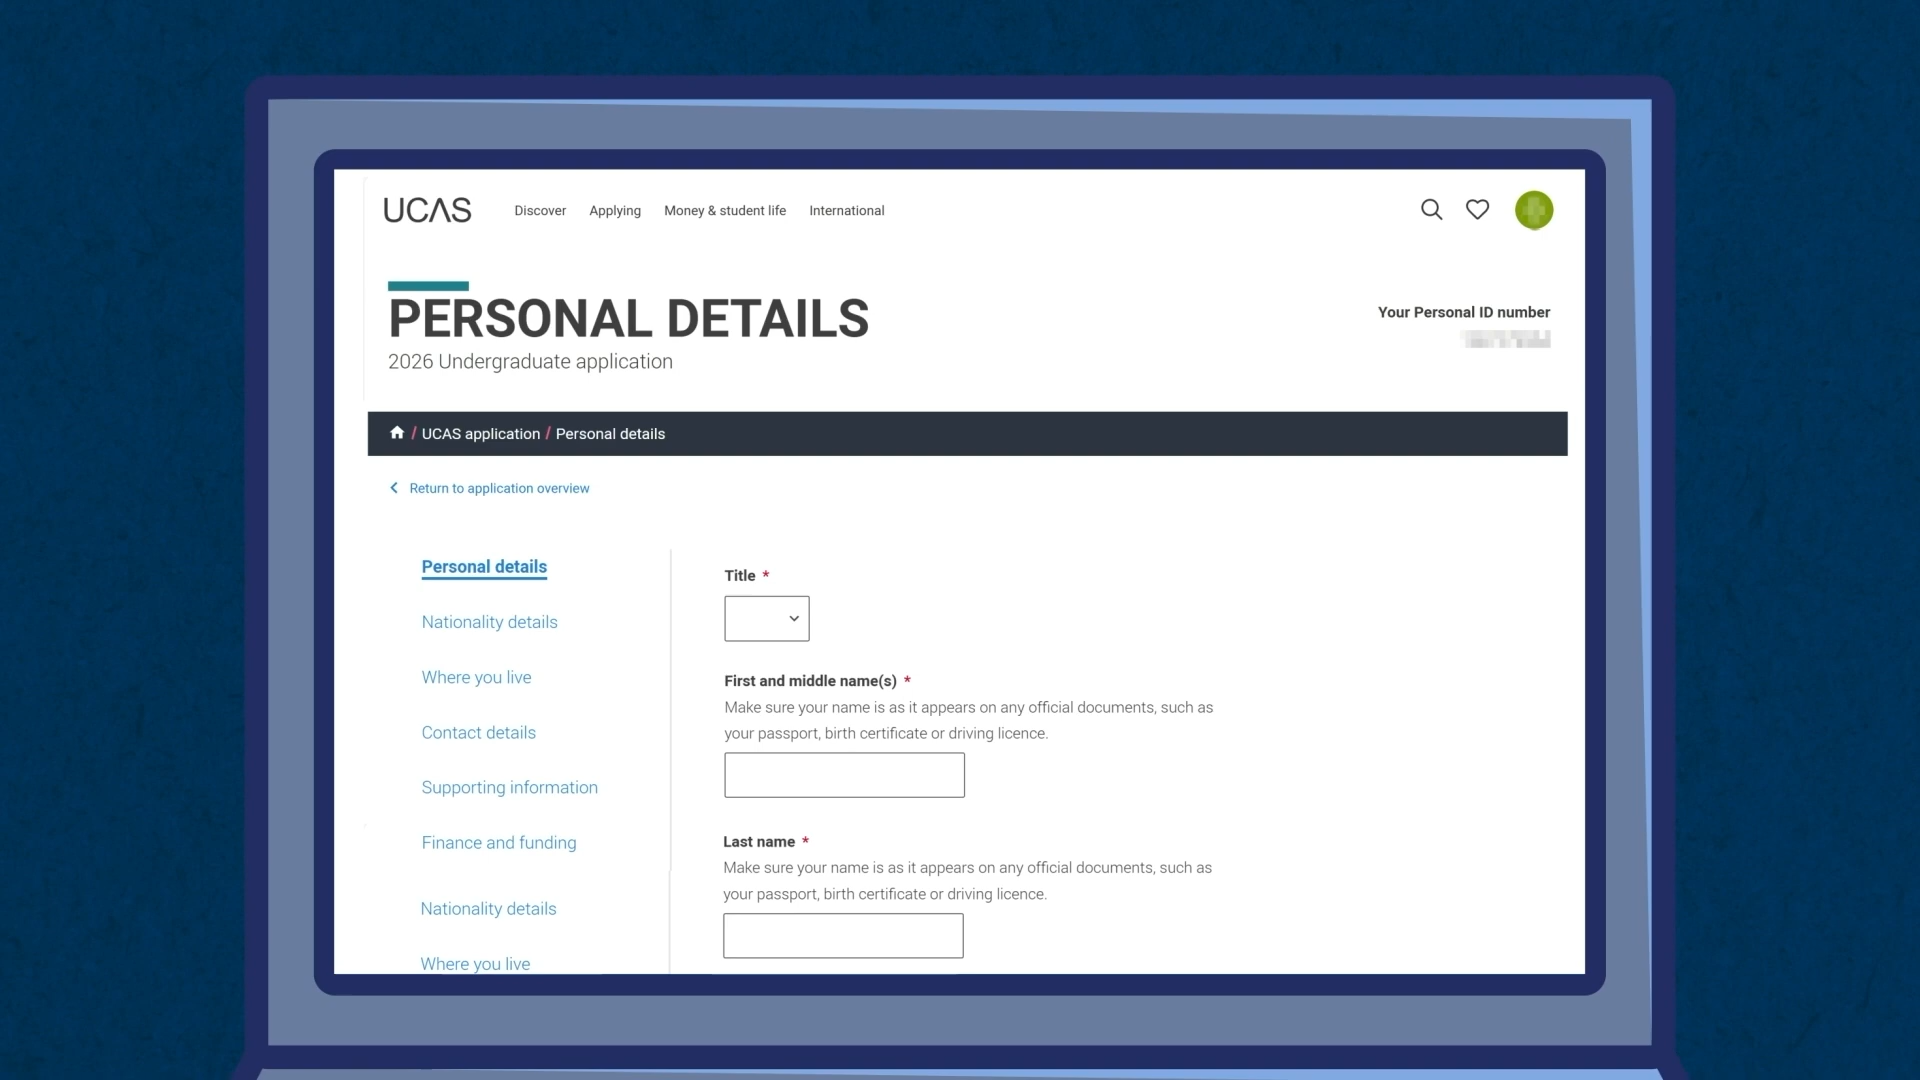 UCAS
Discover Applying Money & student life International
PERSONAL DETAILS
2026 Undergraduate application
Your Personal ID number
/ UCAS application / Personal details
Return to application overview
Personal details
Nationality details
Where you live
Contact details
Supporting information
Finance and funding
Nationality details
Where you live
Title *
First and middle name(s) *
Make sure your name is as it appears on any official documents, such as
your passport, birth certificate or driving licence.
Last name *
Make sure your name is as it appears on any official documents, such as
your passport, birth certificate or driving licence.